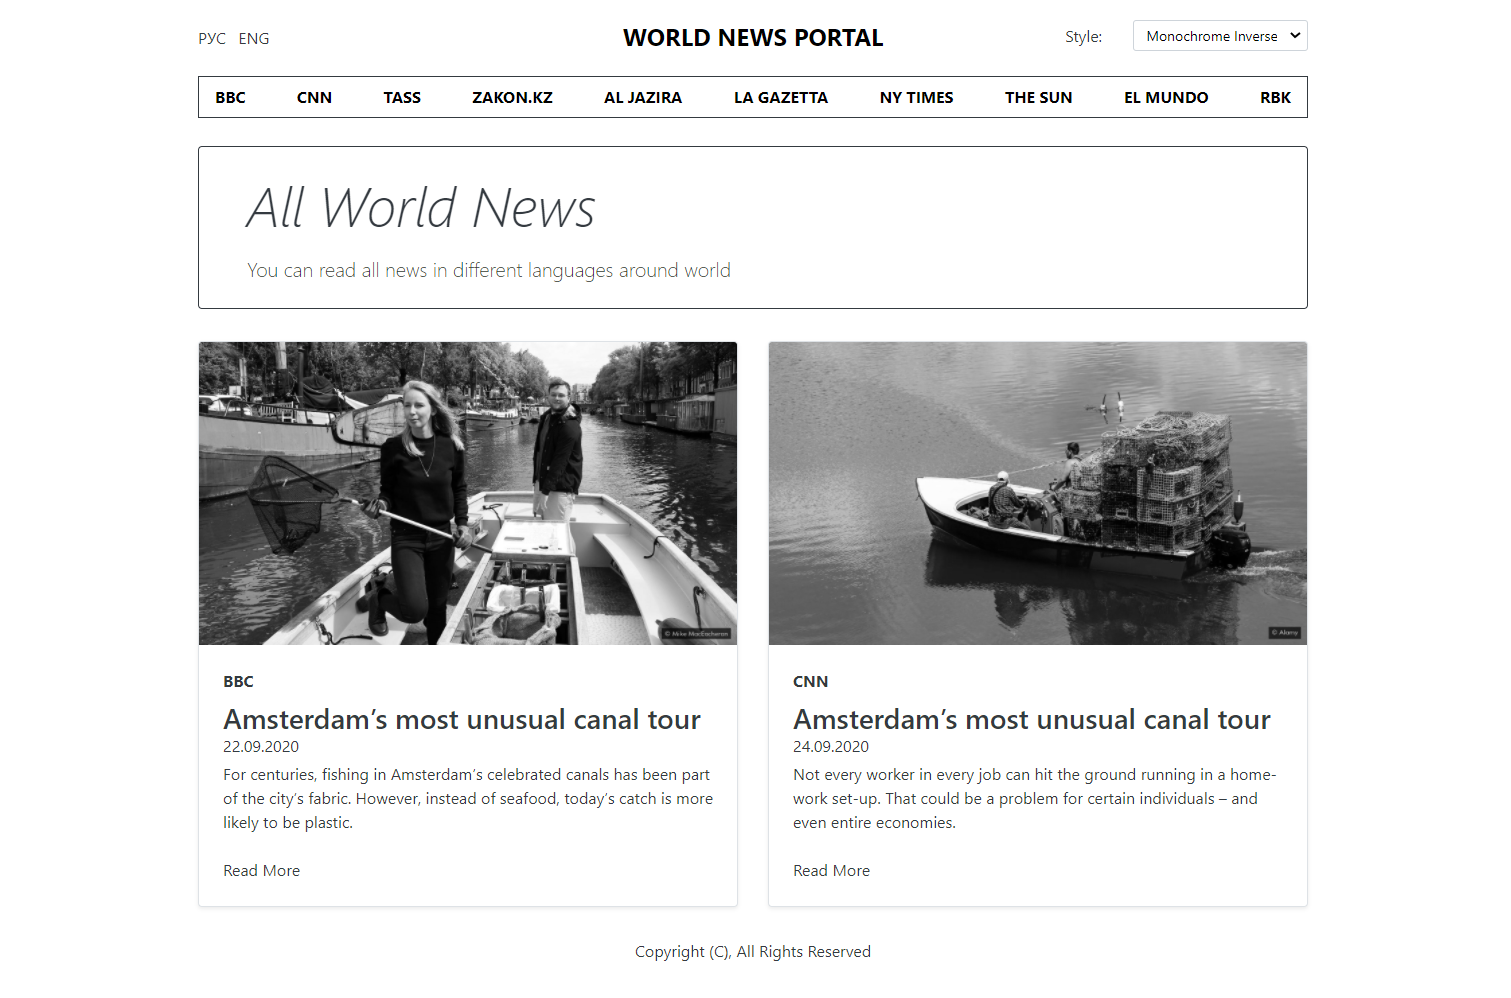 РУС ENG
WORLD NEWS PORTAL
Style:
Monochrome Inverse
BBC CNN TASS ZAKON.KZ AL JAZIRA LA GAZETTA NY TIMES THE SUN EL MUNDO RBK
All World News
You can read all news in different languages around world
© Mike MacEacheran
BBC
Amsterdam’s most unusual canal tour
22.09.2020
For centuries, fishing in Amsterdam’s celebrated canals has been part
of the city’s fabric. However, instead of seafood, today’s catch is more
likely to be plastic.
Read More
© Alamy
CNN
Amsterdam’s most unusual canal tour
24.09.2020
Not every worker in every job can hit the ground running in a home-
work set-up. That could be a problem for certain individuals – and
even entire economies.
Read More
Copyright (C), All Rights Reserved